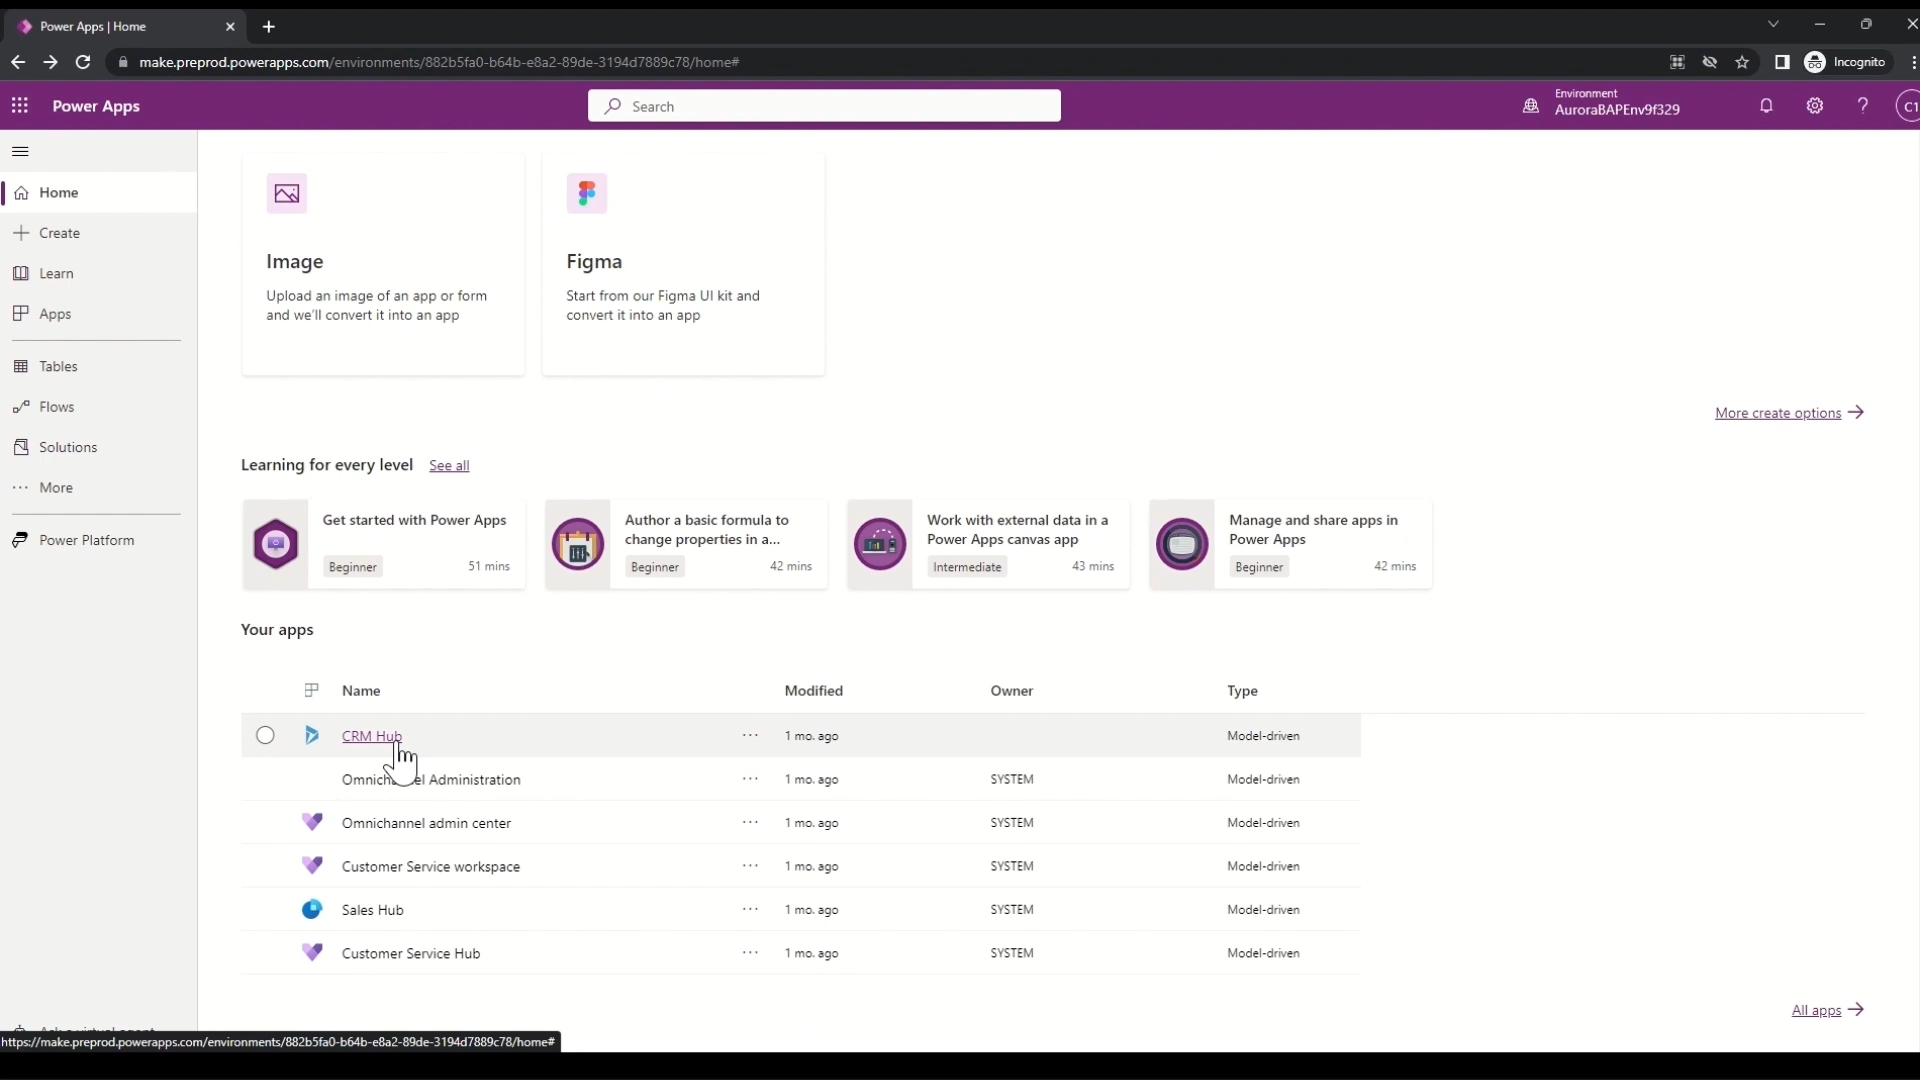 Power Apps | Home
make.preprod.powerapps.com/environments/882b5fa0-b64b-e8a2-89de-3194d7889c78/home#
Incognito
Power Apps
Search
Environment
AuroraBAPEnv9f329
C1
Home
Create
Learn
Apps
Tables
Flows
Solutions
More
Power Platform
Image
Upload an image of an app or form
and we'll convert it into an app
Figma
Start from our Figma UI kit and
convert it into an app
More create options
Learning for every level See all
Get started with Power Apps
Beginner 51 mins
Author a basic formula to
change properties in a...
Beginner 42 mins
Work with external data in a
Power Apps canvas app
Intermediate 43 mins
Manage and share apps in
Power Apps
Beginner 42 mins
Your apps
Name Modified Owner Type
CRM Hub ... 1 mo. ago Model-driven
Administration ... 1 mo. ago SYSTEM Model-driven
Omnichannel admin center ... 1 mo. ago SYSTEM Model-driven
Customer Service workspace ... 1 mo. ago SYSTEM Model-driven
Sales Hub ... 1 mo. ago SYSTEM Model-driven
Customer Service Hub ... 1 mo. ago SYSTEM Model-driven
All apps
https://make.preprod.powerapps.com/environments/882b5fa0-b64b-e8a2-89de-3194d7889c78/home#